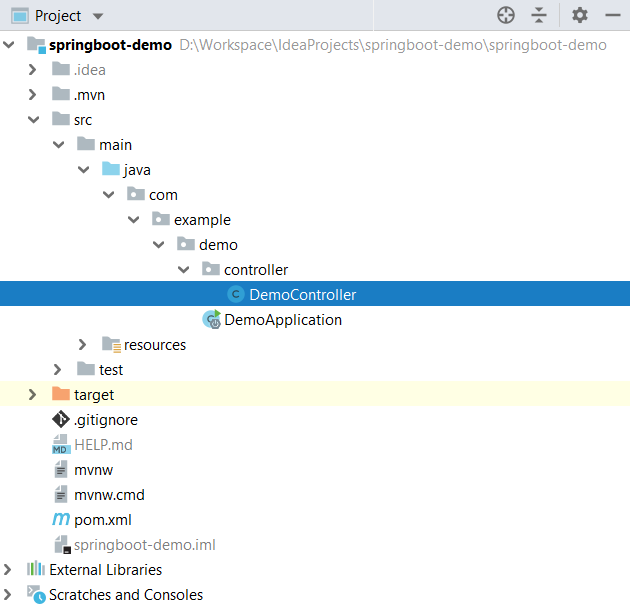 Project
springboot-demo D:\Workspace\IdeaProjects\springboot-demo\springboot-demo
.idea
.mvn
src
main
java
com
example
demo
controller
C DemoController
C DemoApplication
resources
test
target
.gitignore
MD HELP.md
mvnw
mvnw.cmd
m pom.xml
springboot-demo.iml
External Libraries
Scratches and Consoles